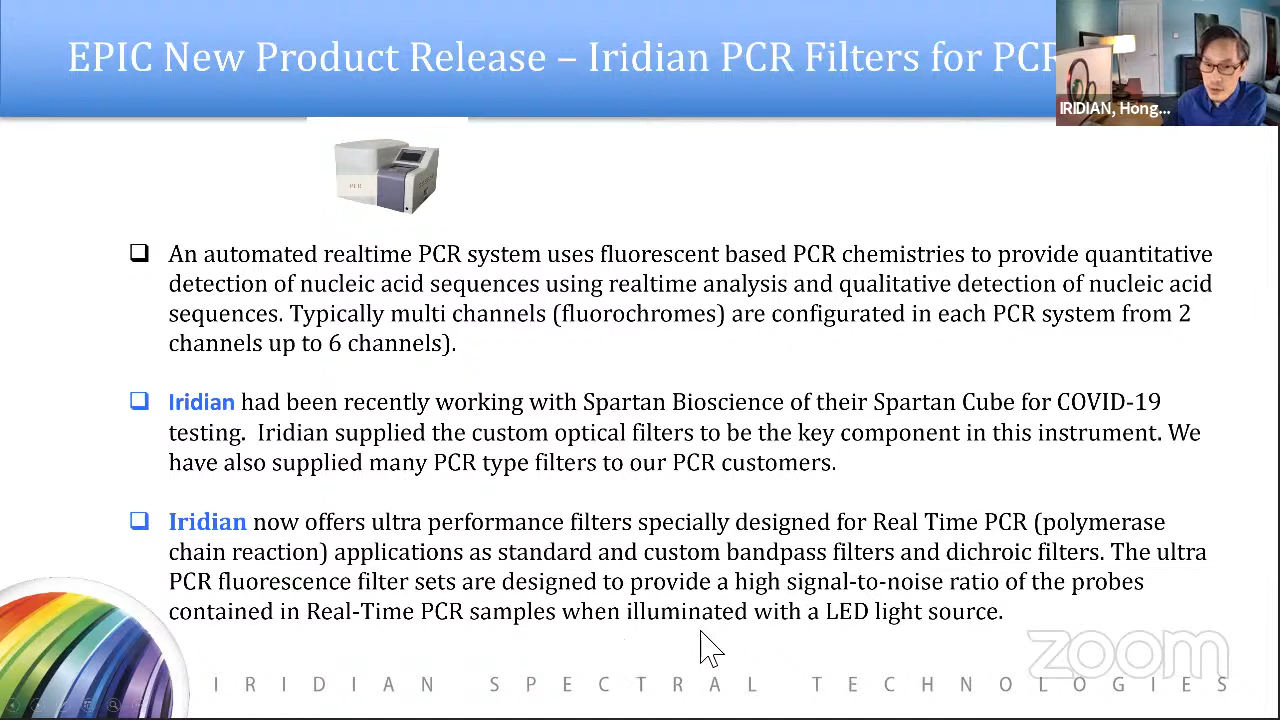 EPIC New Product Release – Iridian PCR Filters for PCR
IRIDIAN, Hong...
PCR
An automated realtime PCR system uses fluorescent based PCR chemistries to provide quantitative
detection of nucleic acid sequences using realtime analysis and qualitative detection of nucleic acid
sequences. Typically multi channels (fluorochromes) are configurated in each PCR system from 2
channels up to 6 channels).
Iridian had been recently working with Spartan Bioscience of their Spartan Cube for COVID-19
testing. Iridian supplied the custom optical filters to be the key component in this instrument. We
have also supplied many PCR type filters to our PCR customers.
Iridian now offers ultra performance filters specially designed for Real Time PCR (polymerase
chain reaction) applications as standard and custom bandpass filters and dichroic filters. The ultra
PCR fluorescence filter sets are designed to provide a high signal-to-noise ratio of the probes
contained in Real-Time PCR samples when illuminated with a LED light source.
zoom
IRIDIAN SPECTRAL TECHNOLOGIES